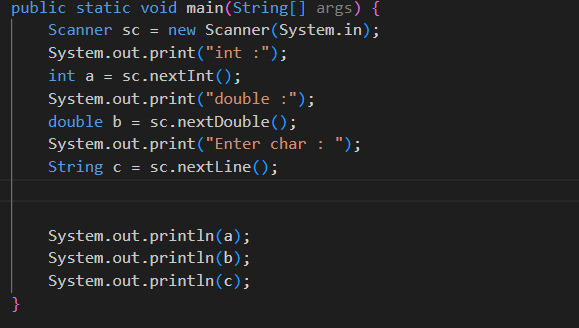 public static void main(String[] args) {
Scanner sc = new Scanner(System.in);
System.out.print("int :");
int a = sc.nextInt();
System.out.print("double :");
double b = sc.nextDouble();
System.out.print("Enter char : ");
String c = sc.nextLine();
System.out.println(a);
System.out.println(b);
System.out.println(c);
}